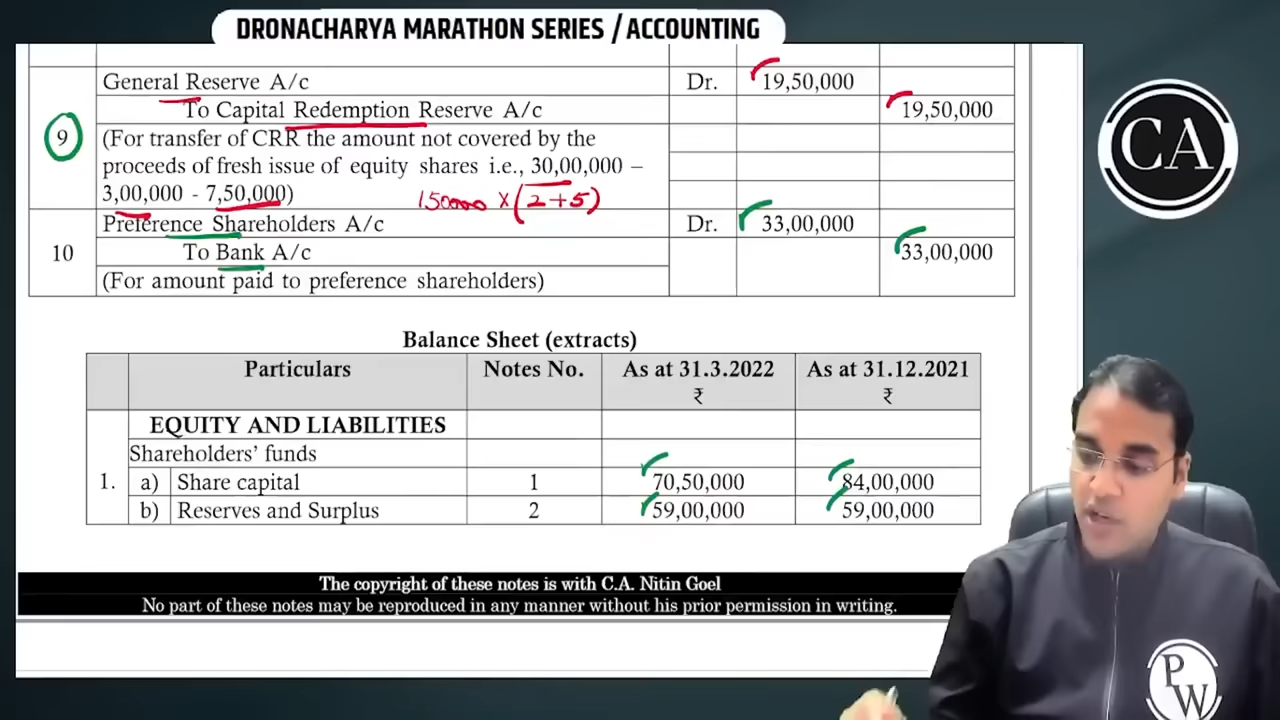 DRONACHARYA MARATHON SERIES / ACCOUNTING
General Reserve A/c Dr. 19,50,000
To Capital Redemption Reserve A/c 19,50,000
9 (For transfer of CRR the amount not covered by the
proceeds of fresh issue of equity shares i.e., 30,00,000 –
3,00,000 - 7,50,000) 150000 × (2+5)
Preference Shareholders A/c Dr. 33,00,000
10 To Bank A/c 33,00,000
(For amount paid to preference shareholders)
Balance Sheet (extracts)
Particulars Notes No. As at 31.3.2022 As at 31.12.2021
₹ ₹
EQUITY AND LIABILITIES
Shareholders' funds
1. a) Share capital 1 70,50,000 84,00,000
b) Reserves and Surplus 2 59,00,000 59,00,000
The copyright of these notes is with C.A. Nitin Goel
No part of these notes may be reproduced in any manner without his prior permission in writing.
CA
PW